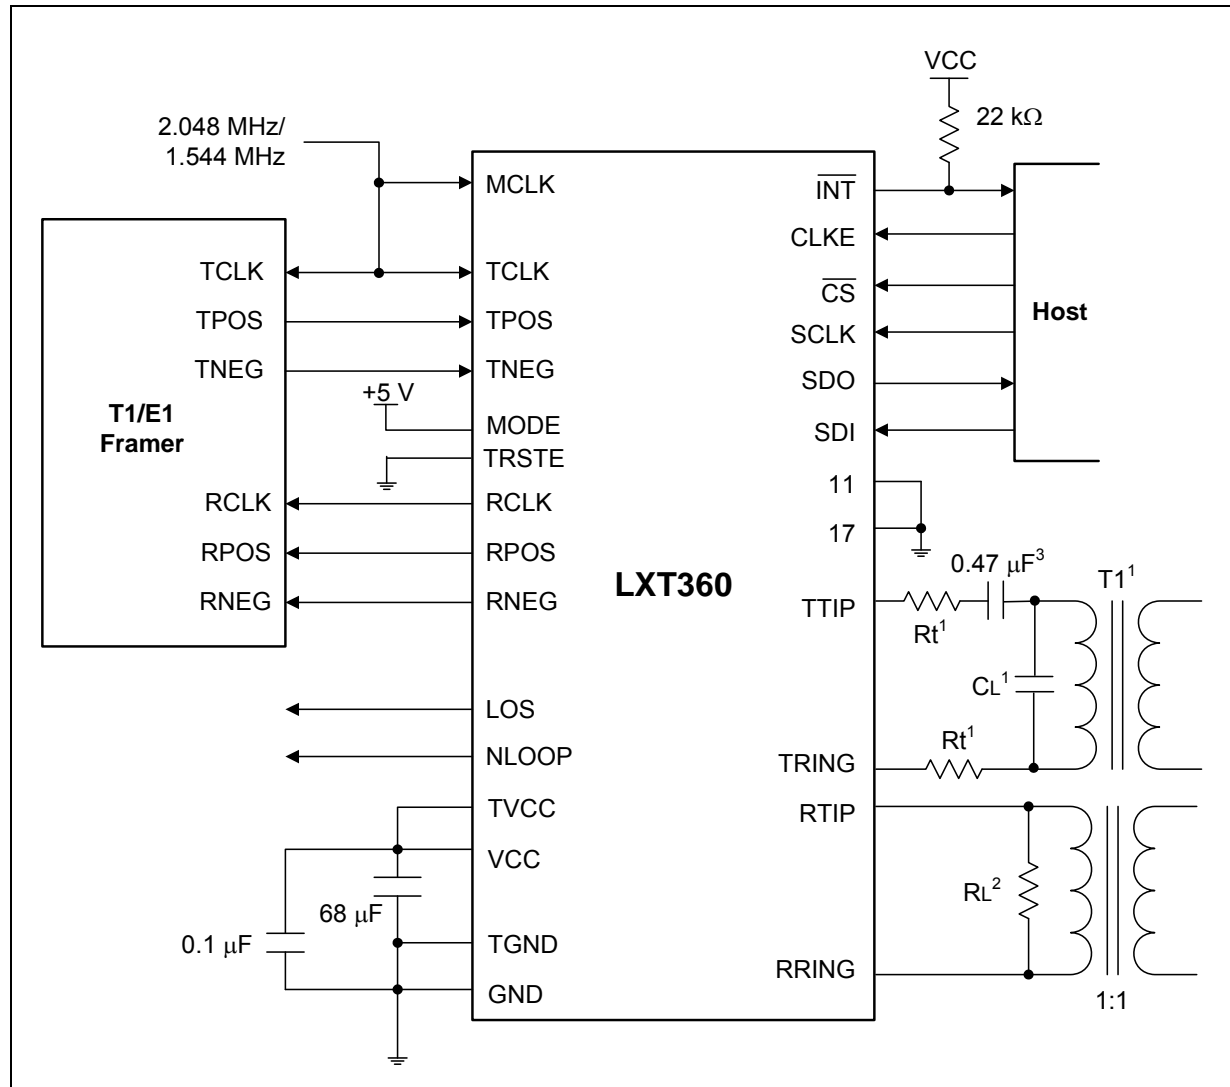 VCC
22 kΩ
2.048 MHz/
1.544 MHz
MCLK
INT
CLKE
TCLK
TCLK
CS
TPOS
TPOS
Host
SCLK
TNEG
TNEG
SDO
+5 V
T1/E1
Framer
MODE
SDI
TRSTE
11
RCLK
RCLK
17
RPOS
RPOS
0.47 μF³
LXT360
T1¹
RNEG
RNEG
TTIP
Rt¹
CL¹
LOS
Rt¹
NLOOP
TRING
TVCC
RTIP
VCC
RL²
68 μF
0.1 μF
TGND
RRING
GND
1:1